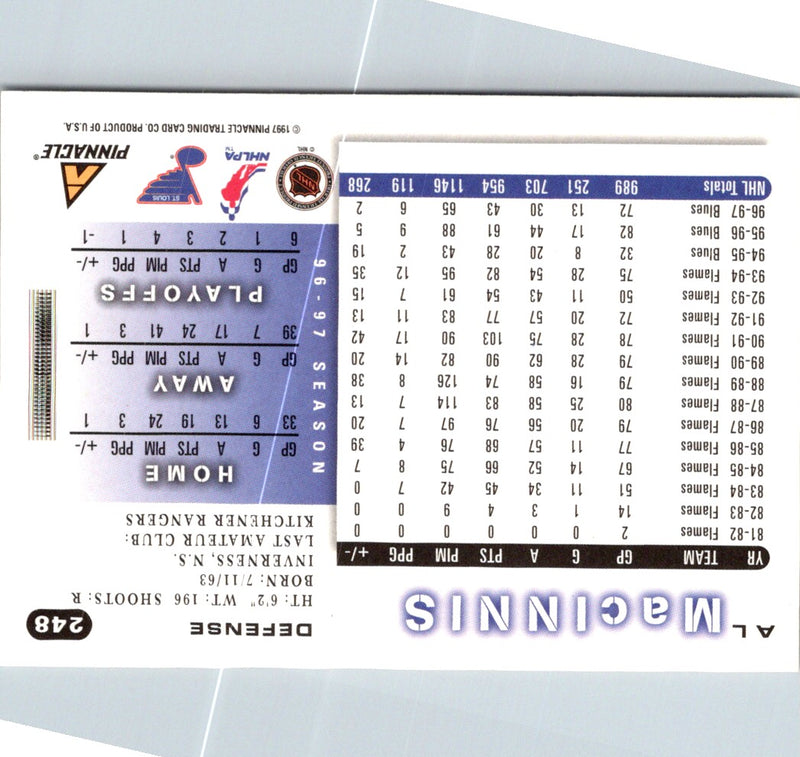 AL MacINNIS
DEFENSE
248
HT: 6'2" WT: 196 SHOOTS: R
BORN: 7/11/63
INVERNESS, N.S.
LAST AMATEUR CLUB:
KITCHENER RANGERS
YR TEAM GP G A PTS PIM PPG +/-
81-82 Flames 2 0 0 0 0 0 0
82-83 Flames 14 1 3 4 9 0 0
83-84 Flames 51 11 34 45 42 7 0
84-85 Flames 67 14 52 66 75 8 7
85-86 Flames 77 11 57 68 76 4 39
86-87 Flames 79 20 56 76 97 7 20
87-88 Flames 80 25 58 83 114 7 13
88-89 Flames 79 16 58 74 126 8 38
89-90 Flames 79 28 62 90 82 14 20
90-91 Flames 78 28 75 103 90 17 42
91-92 Flames 72 20 57 77 83 11 13
92-93 Flames 50 11 43 54 61 7 15
93-94 Flames 75 28 54 82 95 12 35
94-95 Blues 32 8 20 28 43 2 19
95-96 Blues 82 17 44 61 88 9 5
96-97 Blues 72 13 30 43 65 6 2
NHL Totals 989 251 703 954 1146 119 268
96-97 SEASON
HOME
GP G A PTS PIM PPG +/-
33 6 13 19 24 3 1
AWAY
GP G A PTS PIM PPG +/-
39 7 17 24 41 3 1
PLAYOFFS
GP G A PTS PIM PPG +/-
6 1 2 3 4 1 -1
NHL
© NHL
NHLPA™
ST. LOUIS
PINNACLE®
© 1997 PINNACLE TRADING CARD CO. PRODUCT OF U.S.A.